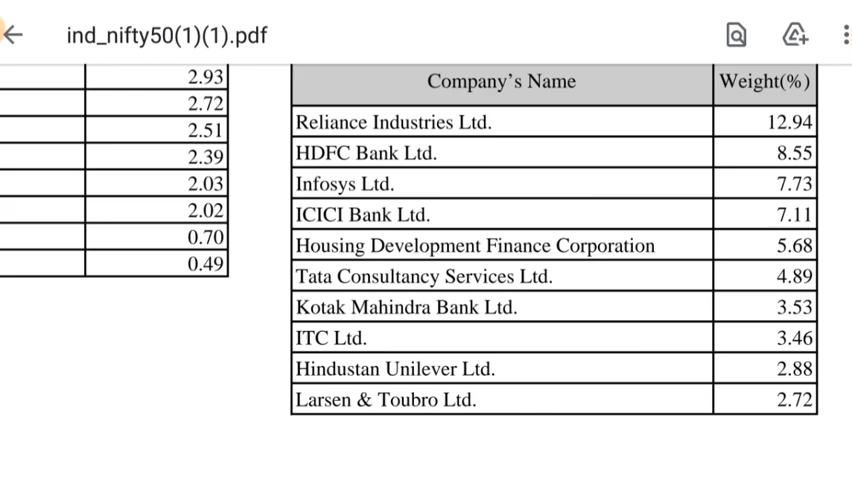 ind_nifty50(1)(1).pdf
2.93
2.72
2.51
2.39
2.03
2.02
0.70
0.49
Company’s Name Weight(%)
Reliance Industries Ltd. 12.94
HDFC Bank Ltd. 8.55
Infosys Ltd. 7.73
ICICI Bank Ltd. 7.11
Housing Development Finance Corporation 5.68
Tata Consultancy Services Ltd. 4.89
Kotak Mahindra Bank Ltd. 3.53
ITC Ltd. 3.46
Hindustan Unilever Ltd. 2.88
Larsen & Toubro Ltd. 2.72